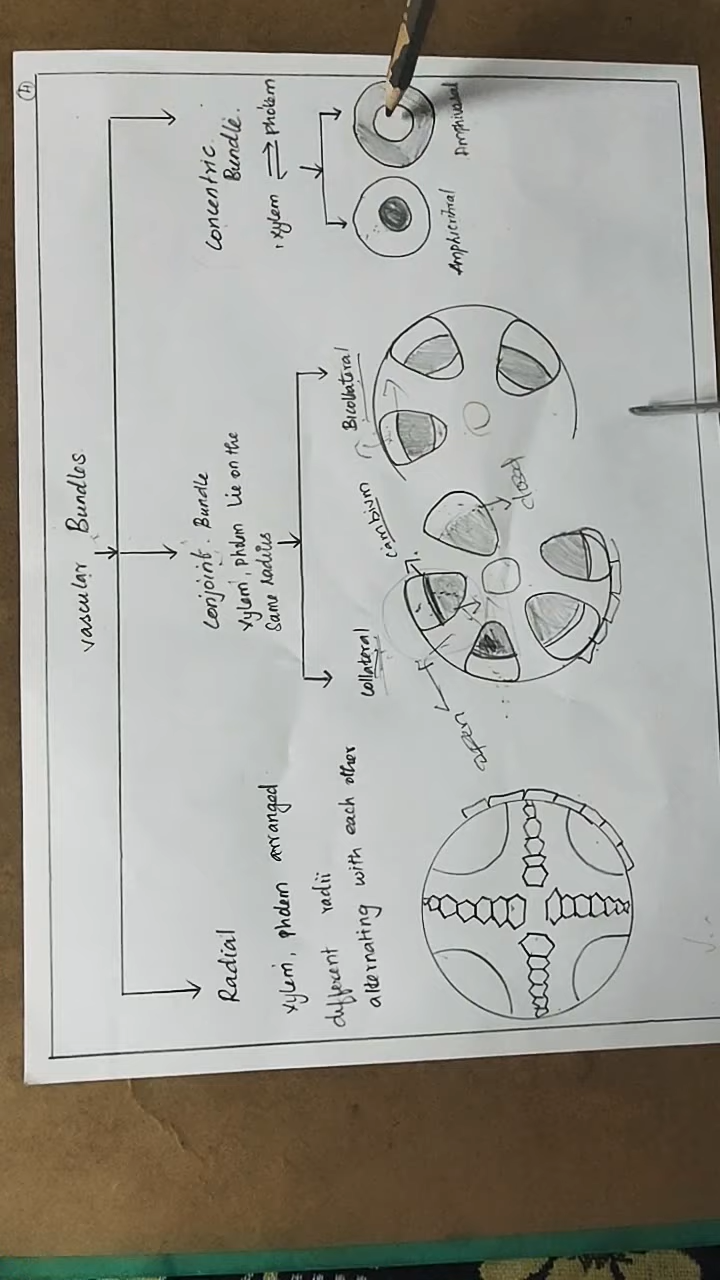 4
Vascular Bundles
Radial
xylem, phloem arranged
different radii
alternating with each other
Conjoint. Bundle
xylem, phloem Lie on the
Same radius
Collateral
open
cambium
closed
Bicollateral
Concentric.
Bundle.
xylem ⇌ phloem
Amphicribral
Amphivasal